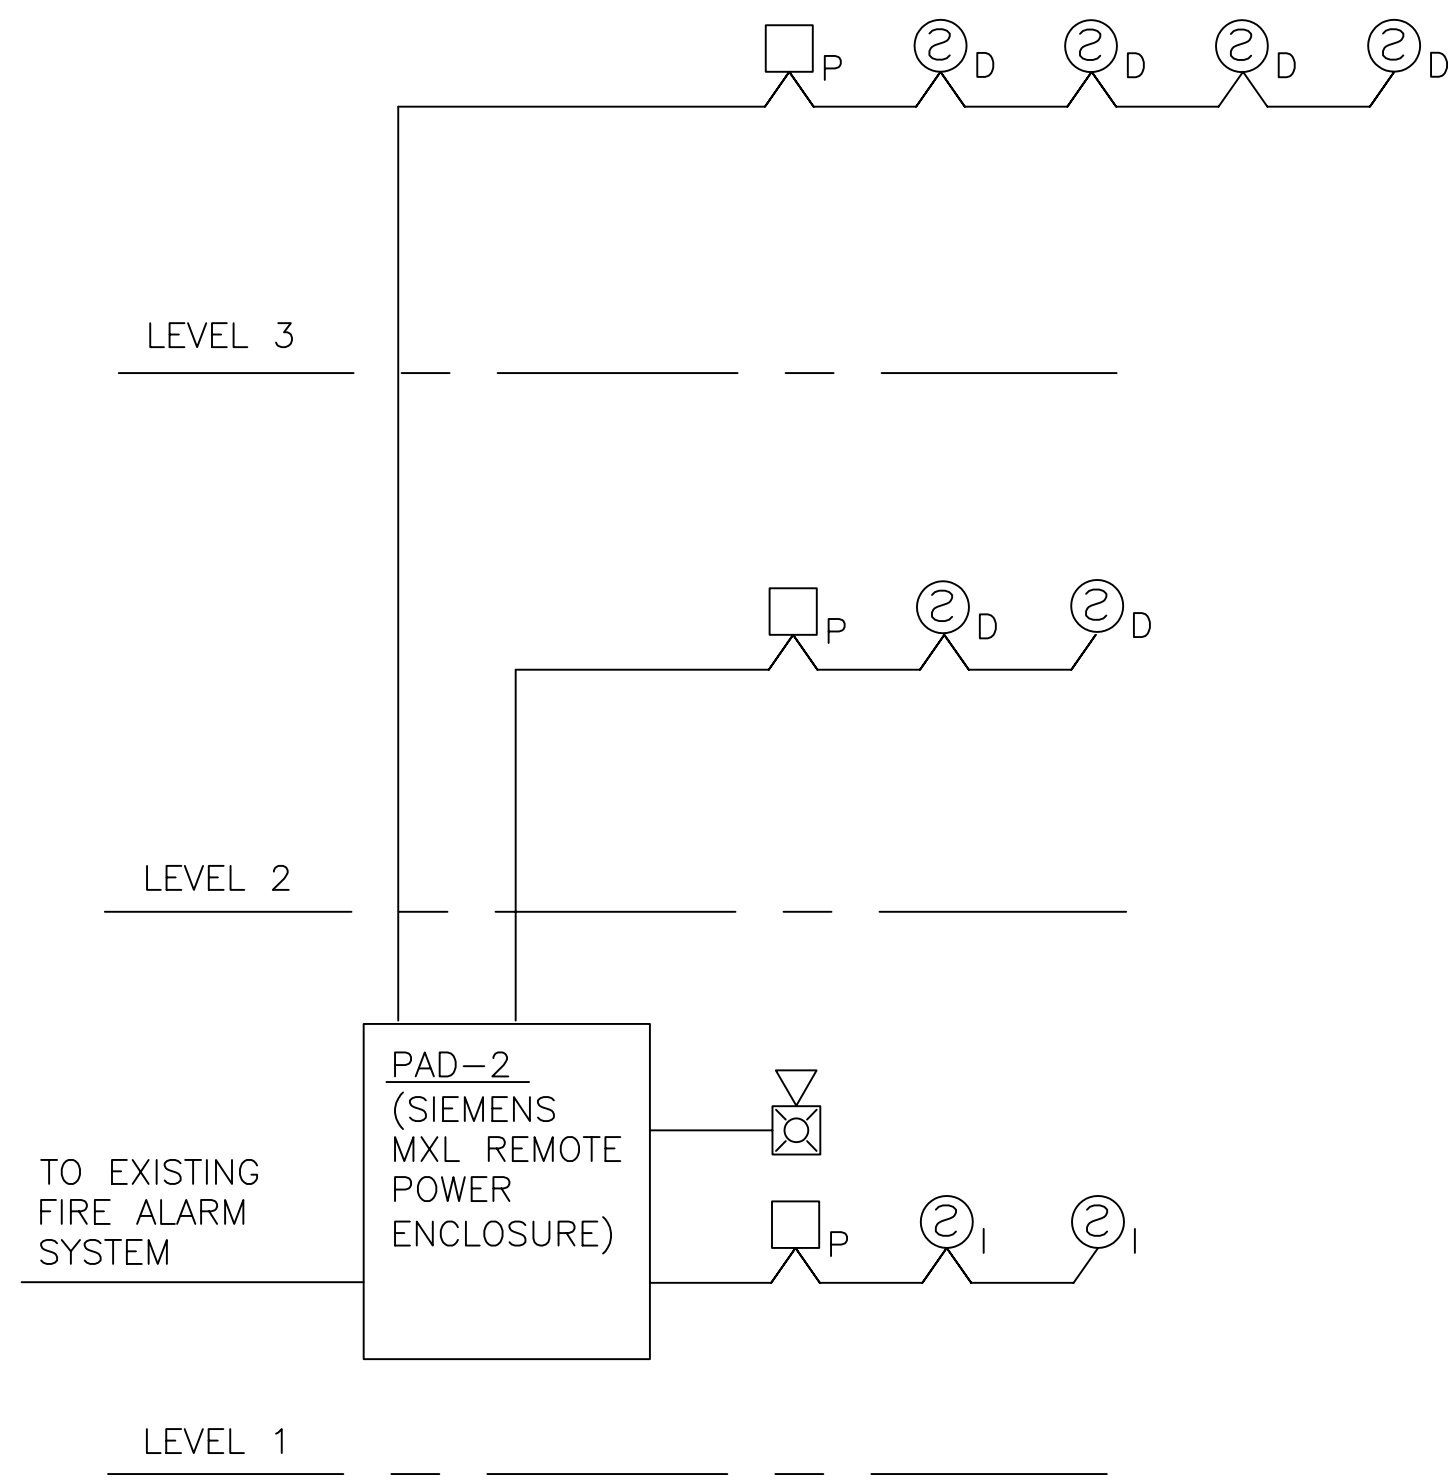 P D D D D
LEVEL 3
P D D
LEVEL 2
PAD-2
(SIEMENS
MXL REMOTE
POWER
ENCLOSURE)
TO EXISTING
FIRE ALARM
SYSTEM
P I I
LEVEL 1